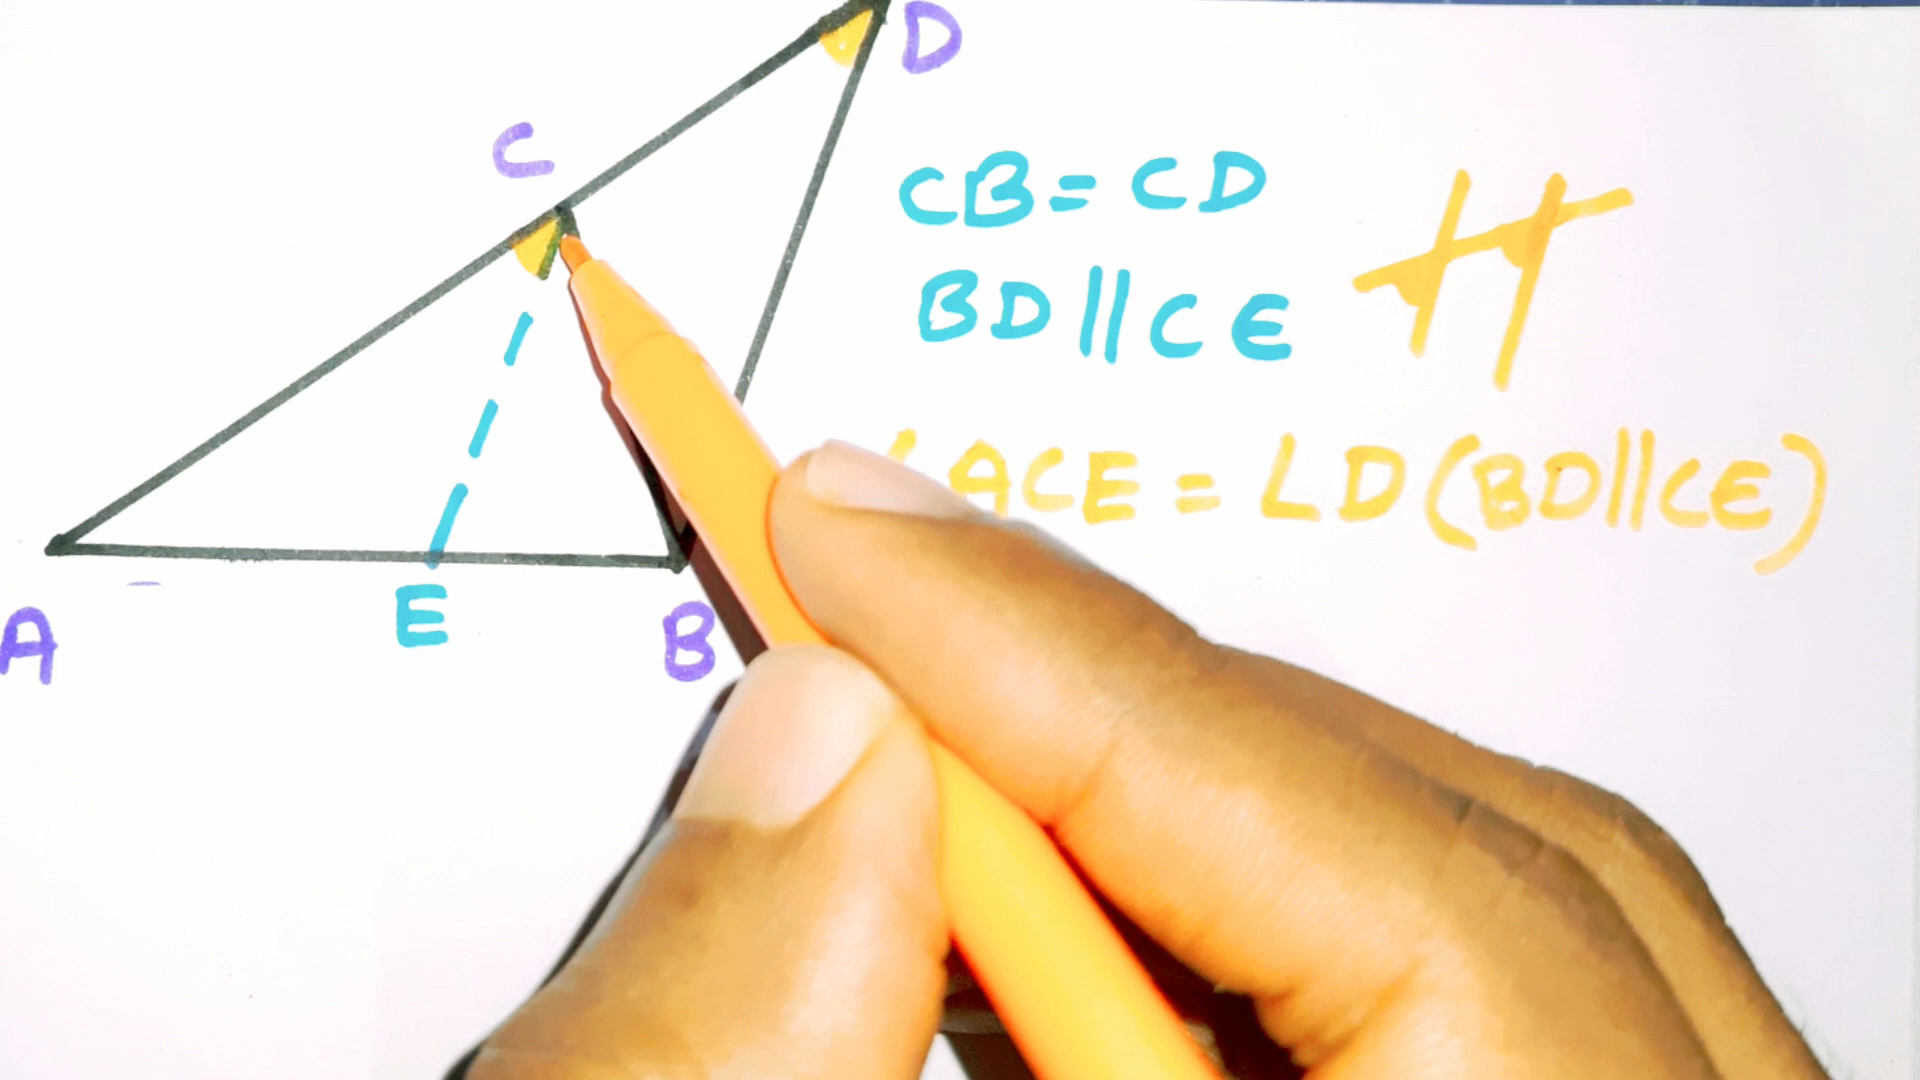 D
C
CB = CD
BD || CE
∠ACE = ∠D (BD || CE)
E
B
A